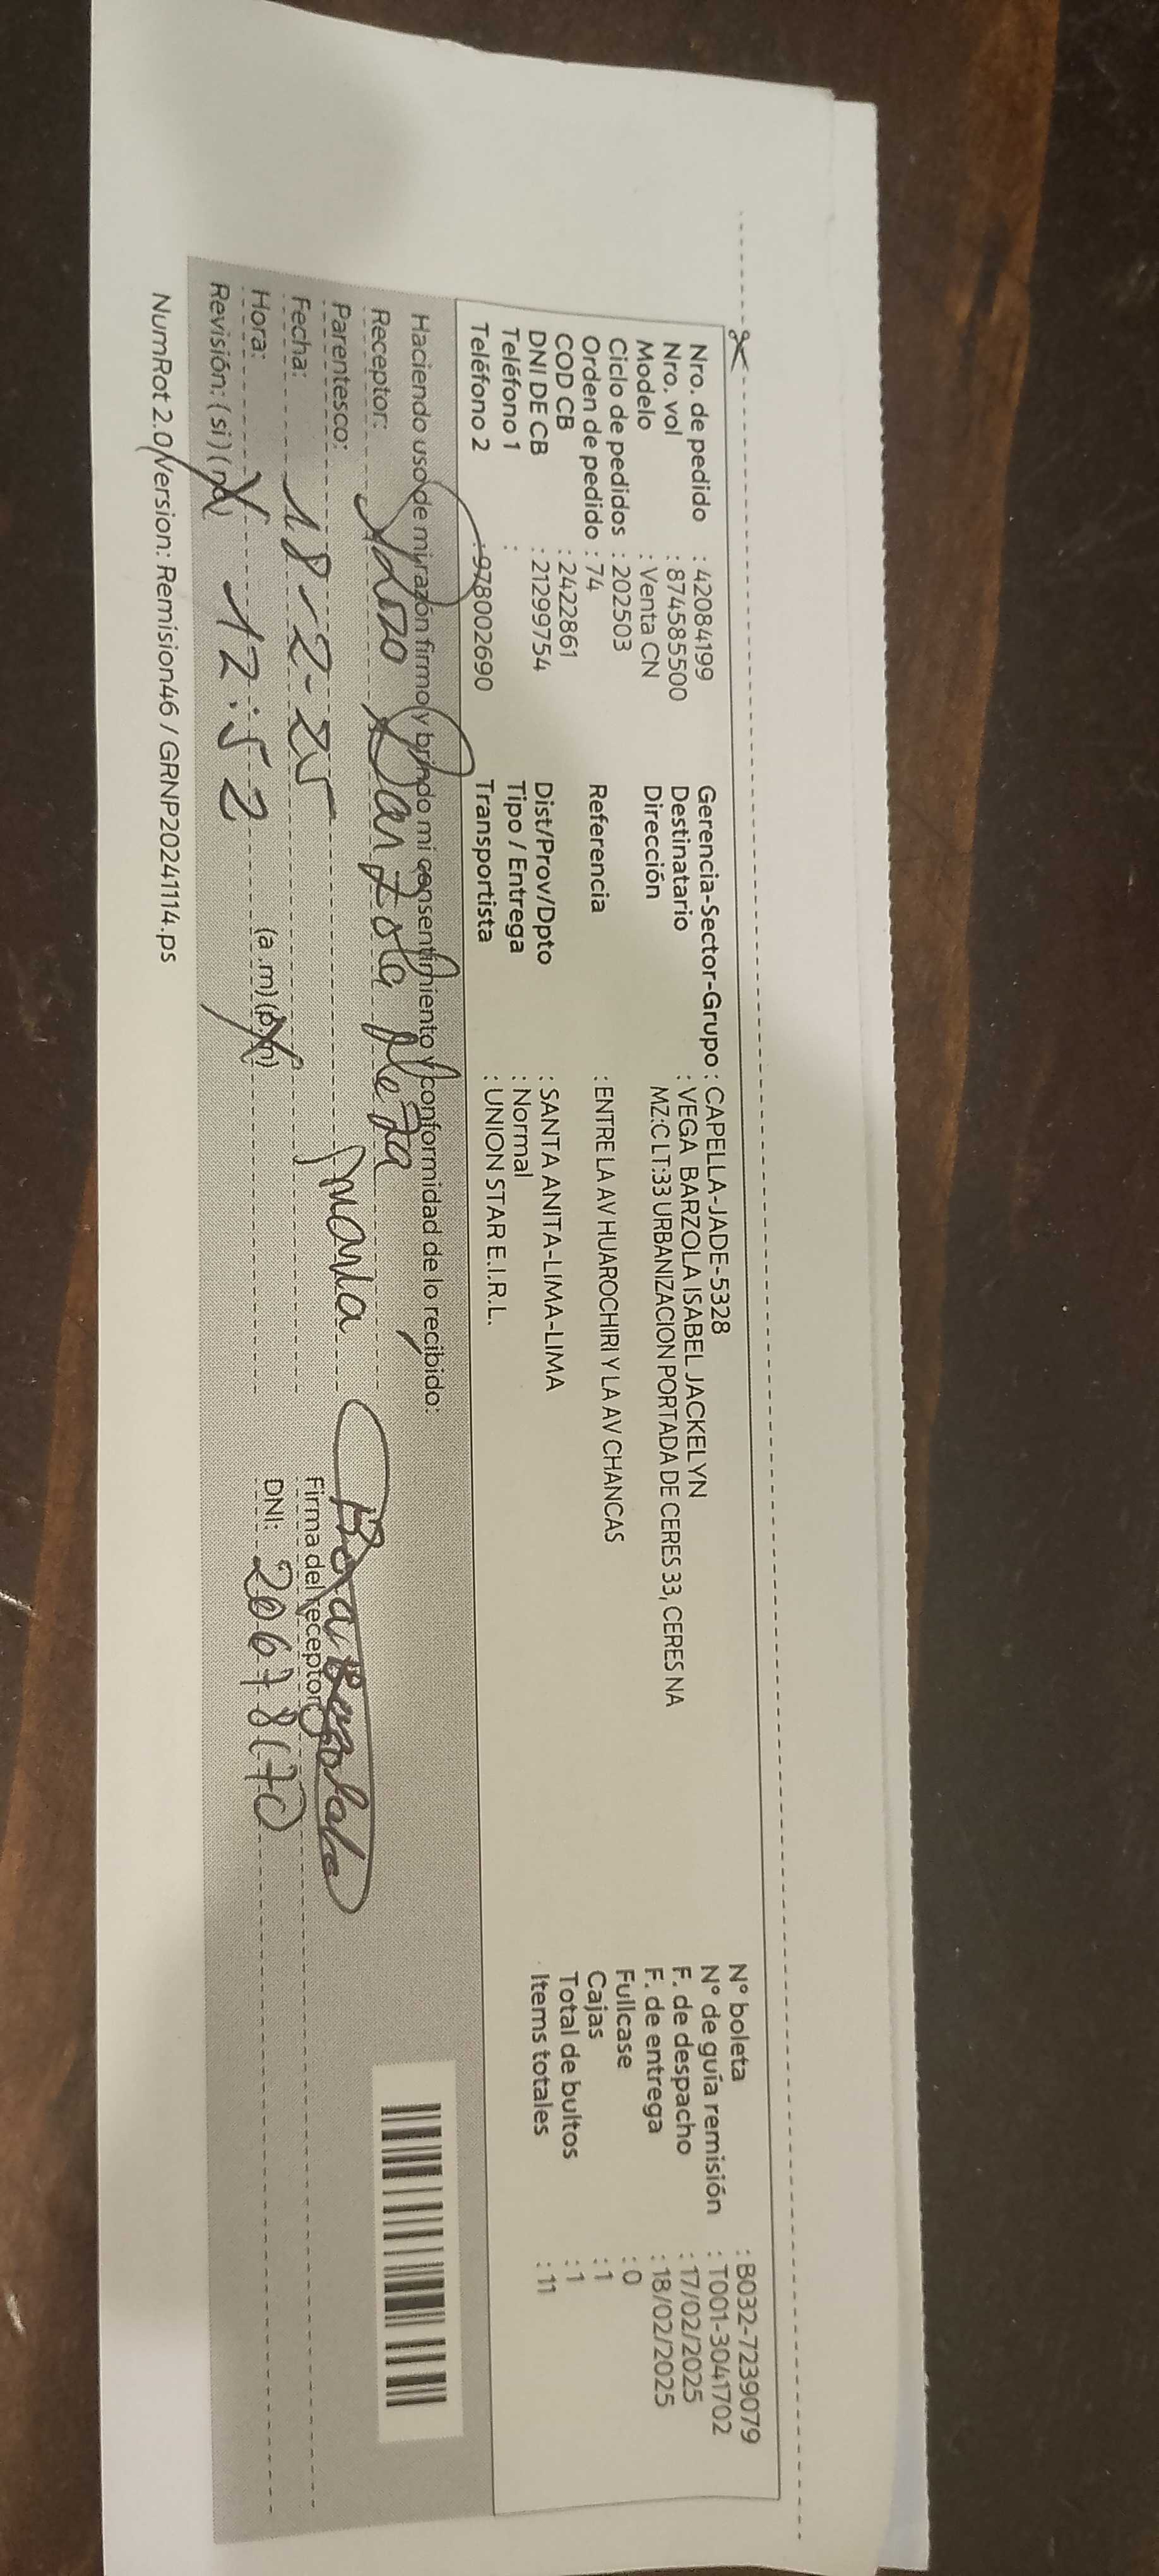 Nro. de pedido : 42084199
Nro. vol : 874585500
Modelo : Venta CN
Ciclo de pedidos : 202503
Orden de pedido : 74
COD CB : 2422861
DNI DE CB : 21299754
Teléfono 1 :
Teléfono 2 : 978002690
Gerencia-Sector-Grupo : CAPELLA-JADE-5328
Destinatario : VEGA BARZOLA ISABEL JACKELYN
Dirección MZ:C LT:33 URBANIZACION PORTADA DE CERES 33, CERES NA
Referencia : ENTRE LA AV HUAROCHIRI Y LA AV CHANCAS
Dist/Prov/Dpto : SANTA ANITA-LIMA-LIMA
Tipo / Entrega : Normal
Transportista : UNION STAR E.I.R.L.
N° boleta : B032-7239079
N° de guía remisión : T001-3041702
F. de despacho : 17/02/2025
F. de entrega : 18/02/2025
Fullcase : 0
Cajas : 1
Total de bultos : 1
Items totales : 11
Haciendo uso de mi razón firmo y brindo mi consentimiento y conformidad de lo recibido:
Receptor:
Parentesco: mama
Fecha: 18-2-25
Hora: 12:52 (a.m) (p.m)
Revisión: (si) (no)
Firma del receptor
DNI:
NumRot 2.0 Version: Remision46 / GRNP20241114.ps